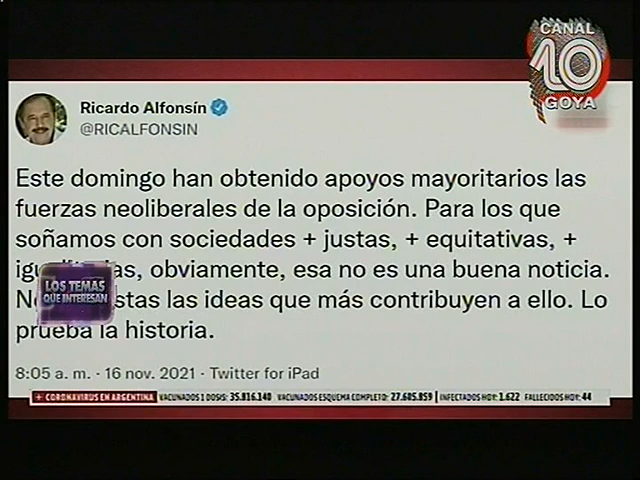 CANAL
10
GOYA
Ricardo Alfonsín
@RICALFONSIN
Este domingo han obtenido apoyos mayoritarios las
fuerzas neoliberales de la oposición. Para los que
soñamos con sociedades + justas, + equitativas, +
obviamente, esa no es una buena noticia.
las ideas que más contribuyen a ello. Lo
prueba la historia.
LOS TEMAS
QUE INTERESAN
8:05 a. m. · 16 nov. 2021 · Twitter for iPad
+ CORONAVIRUS EN ARGENTINA VACUNADOS 1 DOSIS: 35.816.140 VACUNADOS ESQUEMA COMPLETO: 27.685.859 | INFECTADOS HOY: 1.622 FALLECIDOS HOY: 44